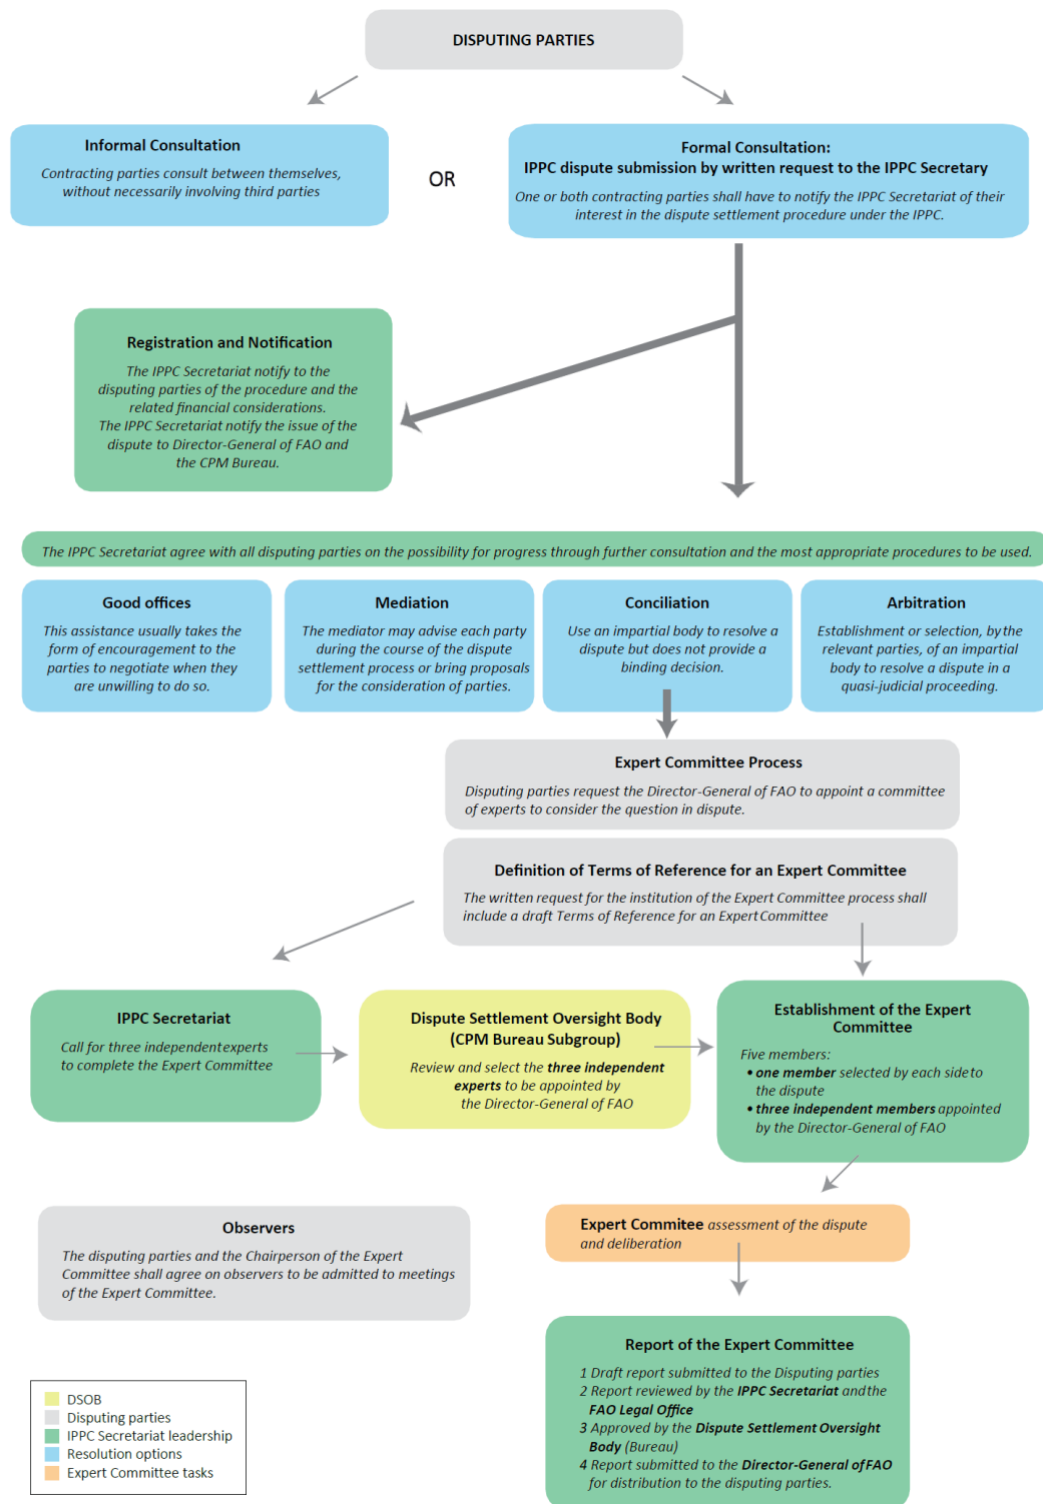 DISPUTING PARTIES
Informal Consultation
Contracting parties consult between themselves,
without necessarily involving third parties
OR
Formal Consultation:
IPPC dispute submission by written request to the IPPC Secretary
One or both contracting parties shall have to notify the IPPC Secretariat of their
interest in the dispute settlement procedure under the IPPC.
Registration and Notification
The IPPC Secretariat notify to the
disputing parties of the procedure and the
related financial considerations.
The IPPC Secretariat notify the issue of the
dispute to Director-General of FAO and
the CPM Bureau.
The IPPC Secretariat agree with all disputing parties on the possibility for progress through further consultation and the most appropriate procedures to be used.
Good offices
This assistance usually takes the
form of encouragement to the
parties to negotiate when they
are unwilling to do so.
Mediation
The mediator may advise each party
during the course of the dispute
settlement process or bring proposals
for the consideration of parties.
Conciliation
Use an impartial body to resolve a
dispute but does not provide a
binding decision.
Arbitration
Establishment or selection, by the
relevant parties, of an impartial
body to resolve a dispute in a
quasi-judicial proceeding.
Expert Committee Process
Disputing parties request the Director-General of FAO to appoint a committee
of experts to consider the question in dispute.
Definition of Terms of Reference for an Expert Committee
The written request for the institution of the Expert Committee process shall
include a draft Terms of Reference for an Expert Committee
IPPC Secretariat
Call for three independent experts
to complete the Expert Committee
Dispute Settlement Oversight Body
(CPM Bureau Subgroup)
Review and select the three independent
experts to be appointed by
the Director-General of FAO
Establishment of the Expert
Committee
Five members:
• one member selected by each side to
the dispute
• three independent members appointed
by the Director-General of FAO
Observers
The disputing parties and the Chairperson of the Expert
Committee shall agree on observers to be admitted to meetings
of the Expert Committee.
Expert Commitee assessment of the dispute
and deliberation
Report of the Expert Committee
1 Draft report submitted to the Disputing parties
2 Report reviewed by the IPPC Secretariat and the
FAO Legal Office
3 Approved by the Dispute Settlement Oversight
Body (Bureau)
4 Report submitted to the Director-General of FAO
for distribution to the disputing parties.
DSOB
Disputing parties
IPPC Secretariat leadership
Resolution options
Expert Committee tasks